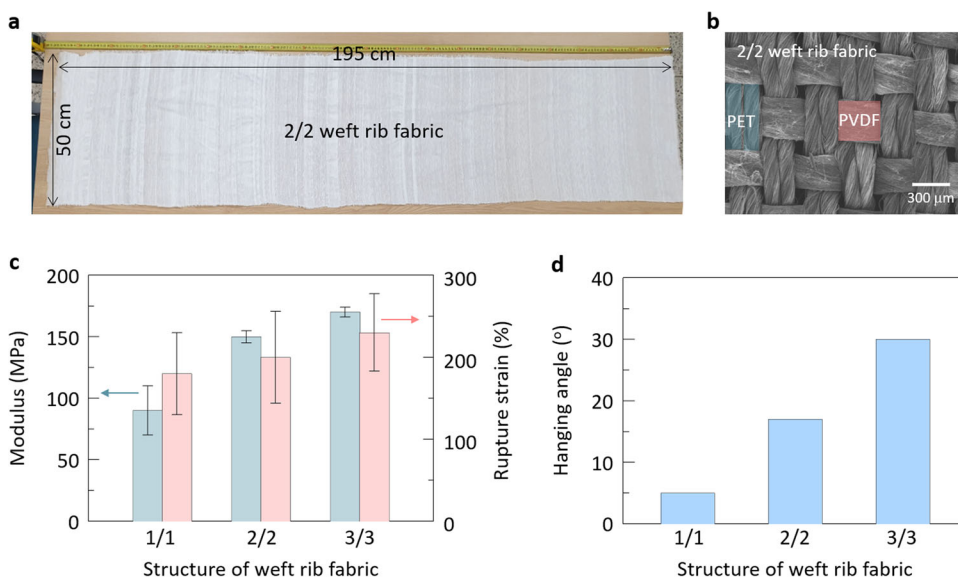 a
195 cm
50 cm
2/2 weft rib fabric
b
2/2 weft rib fabric
PET
PVDF
300 μm
c
200
150
100
50
0
Modulus (MPa)
300
200
100
0
Rupture strain (%)
1/1 2/2 3/3
Structure of weft rib fabric
d
40
30
20
10
0
Hanging angle (°)
1/1 2/2 3/3
Structure of weft rib fabric